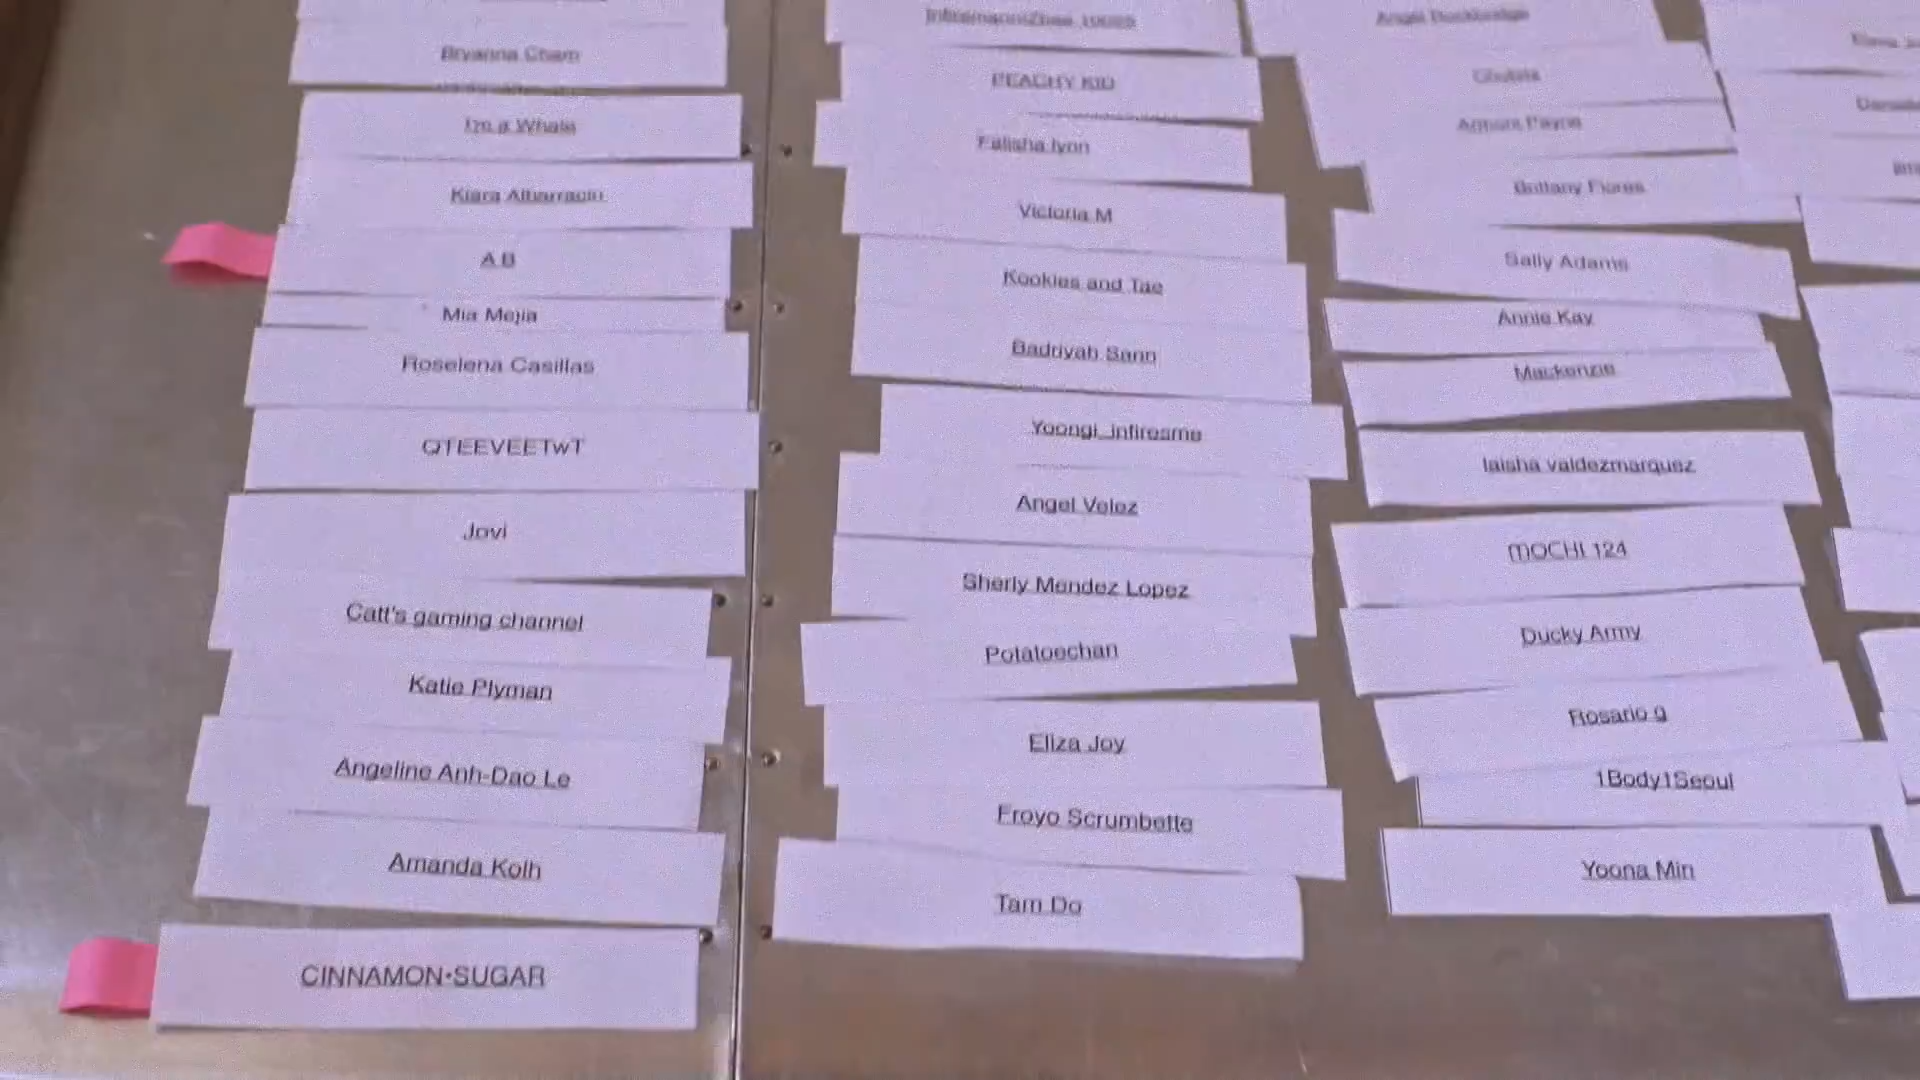 Bryanna Cham
Izo a Whale
Kiara Albarracin
A B
Mia Mejia
Roselena Casillas
QTEEVEETwT
Jovi
Catt's gaming channel
Katie Plyman
Angeline Anh-Dao Le
Amanda Kolh
CINNAMON•SUGAR
PEACHY KID
Falisha lyon
Victoria M
Kookies and Tae
Badriyah Sann
Yoongi_infiresme
Angel Velez
Sherly Mendez Lopez
Potatoechan
Eliza Joy
Froyo Scrumbette
Tam Do
Brittany Flores
Sally Adams
Annie Kay
Mackenzie
laisha valdezmarquez
MOCHI 124
Ducky Army
Rosario g
1Body1Seoul
Yoona Min